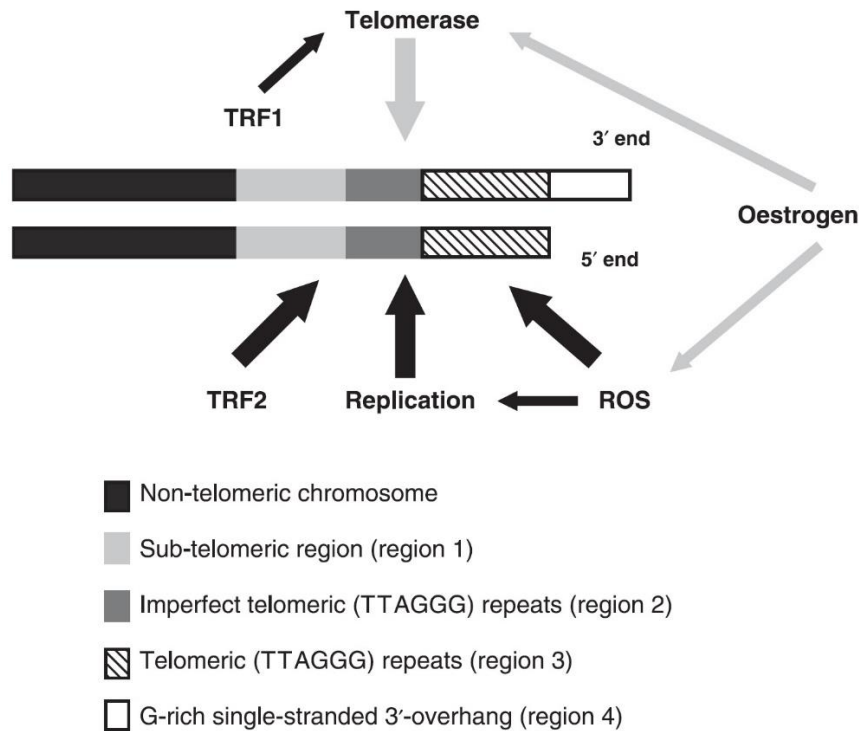 Telomerase
TRF1
3′ end
Oestrogen
5′ end
TRF2
Replication
ROS
Non-telomeric chromosome
Sub-telomeric region (region 1)
Imperfect telomeric (TTAGGG) repeats (region 2)
Telomeric (TTAGGG) repeats (region 3)
G-rich single-stranded 3′-overhang (region 4)